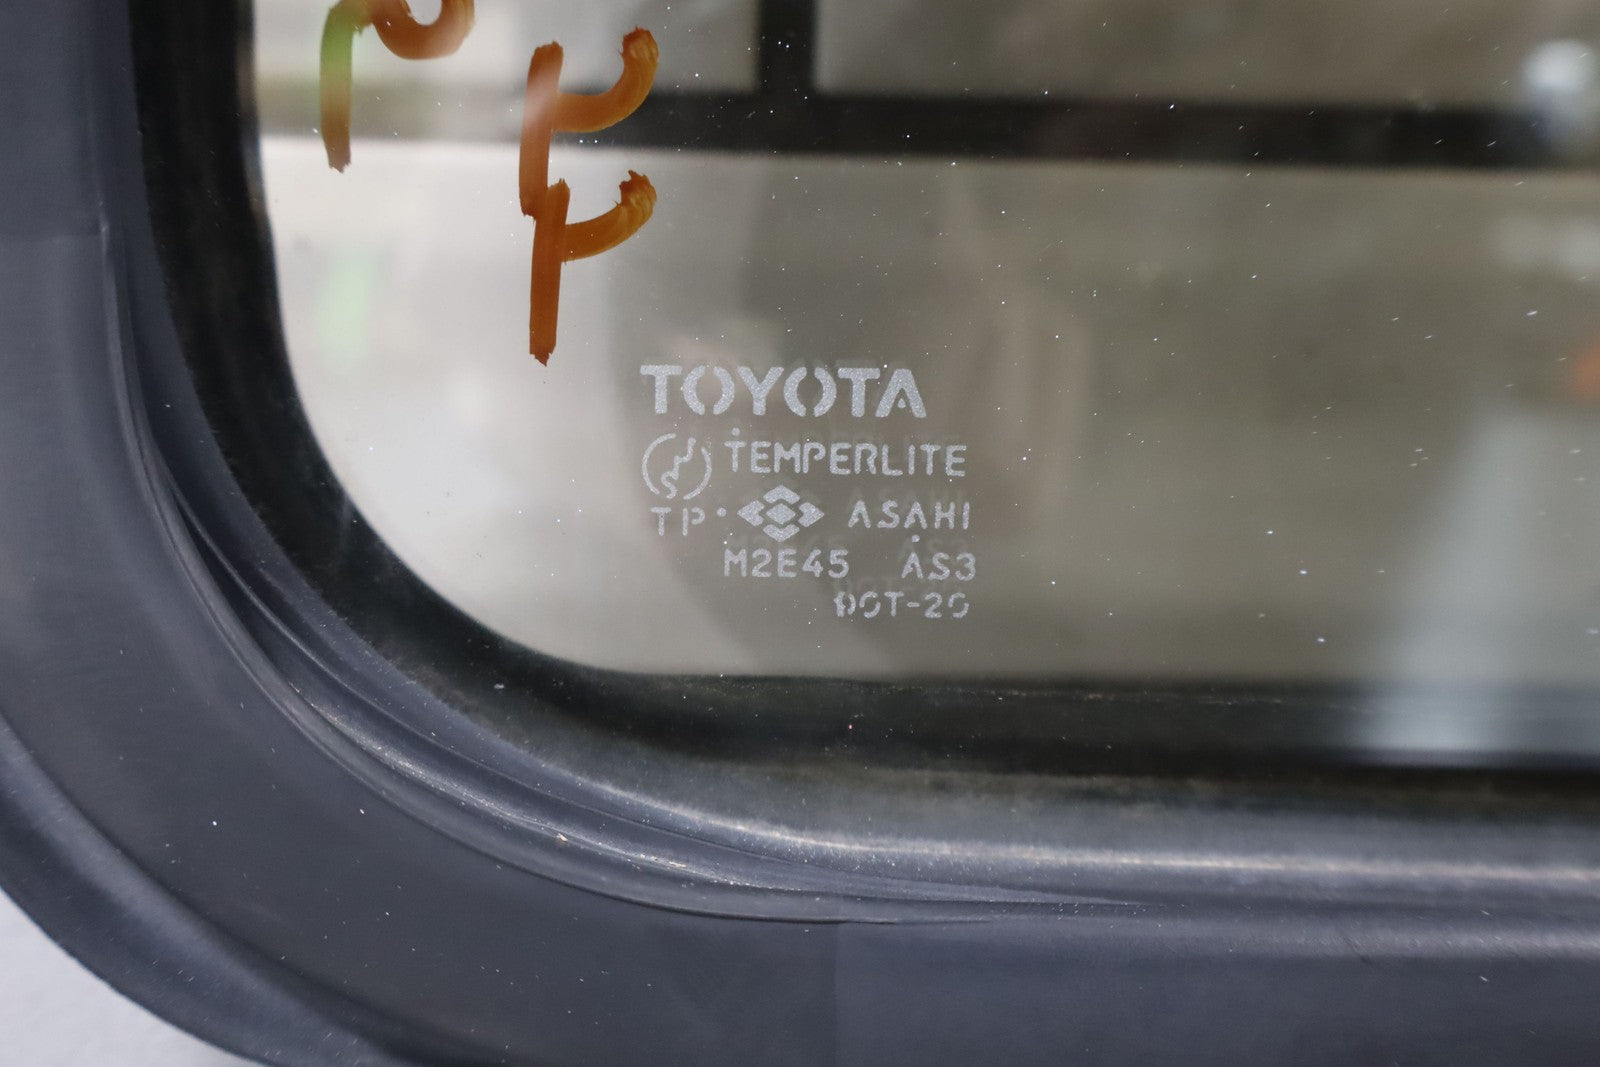 TOYOTA
TEMPERLITE
TP ASAHI
M2E45 AS3
DOT-20